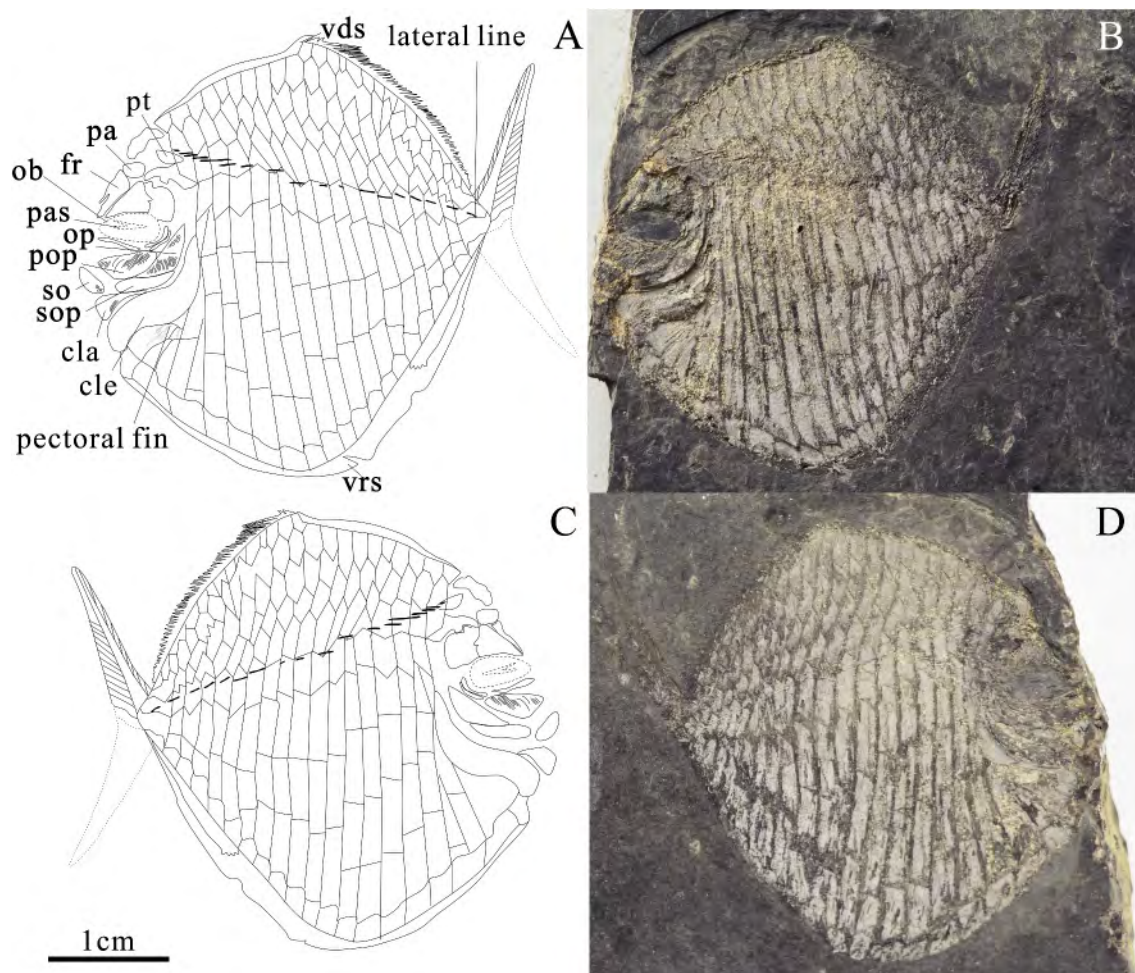 vds
lateral line
A
B
pt
pa
fr
ob
pas
op
pop
so
sop
cla
cle
pectoral fin
vrs
C
D
1cm